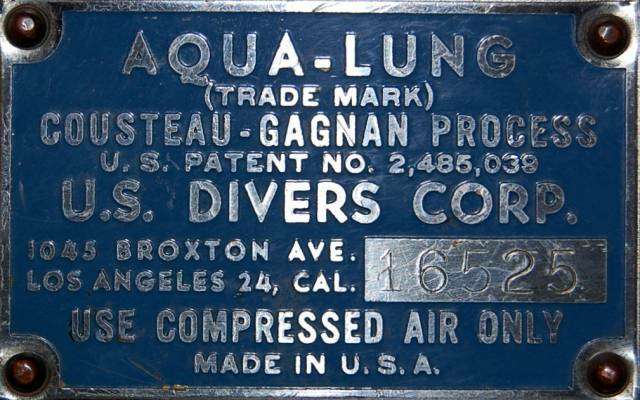 AQUA-LUNG
(TRADE MARK)
COUSTEAU-GAGNAN PROCESS
U.S. PATENT NO. 2,485,039
U.S. DIVERS CORP.
1045 BROXTON AVE.
LOS ANGELES 24, CAL.
16525
USE COMPRESSED AIR ONLY
MADE IN U.S.A.